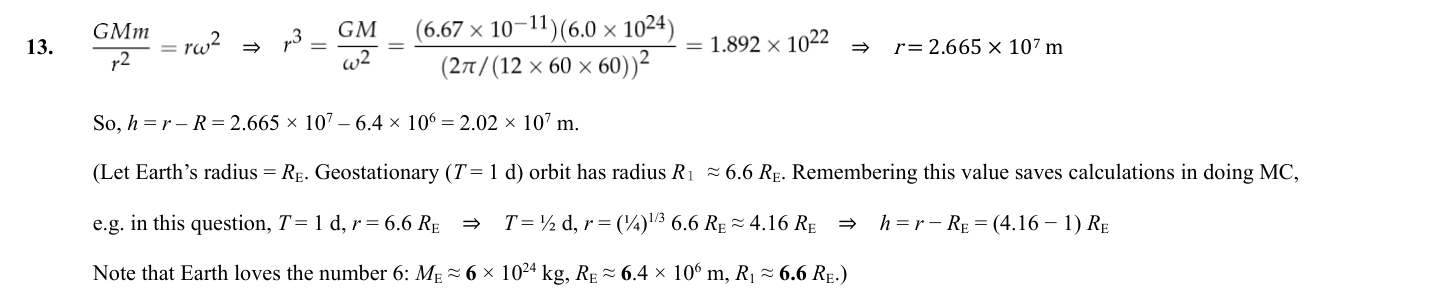 13. GMm/r² = rω² ⇒ r³ = GM/ω² = (6.67 × 10⁻¹¹)(6.0 × 10²⁴)/(2π/(12 × 60 × 60))² = 1.892 × 10²² ⇒ r = 2.665 × 10⁷ m
So, h = r – R = 2.665 × 10⁷ – 6.4 × 10⁶ = 2.02 × 10⁷ m.
(Let Earth’s radius = R_E. Geostationary (T = 1 d) orbit has radius R₁ ≈ 6.6 R_E. Remembering this value saves calculations in doing MC,
e.g. in this question, T = 1 d, r = 6.6 R_E ⇒ T = ½ d, r = (¼)^1/3 6.6 R_E ≈ 4.16 R_E ⇒ h = r − R_E = (4.16 − 1) R_E
Note that Earth loves the number 6: M_E ≈ 6 × 10²⁴ kg, R_E ≈ 6.4 × 10⁶ m, R₁ ≈ 6.6 R_E.)